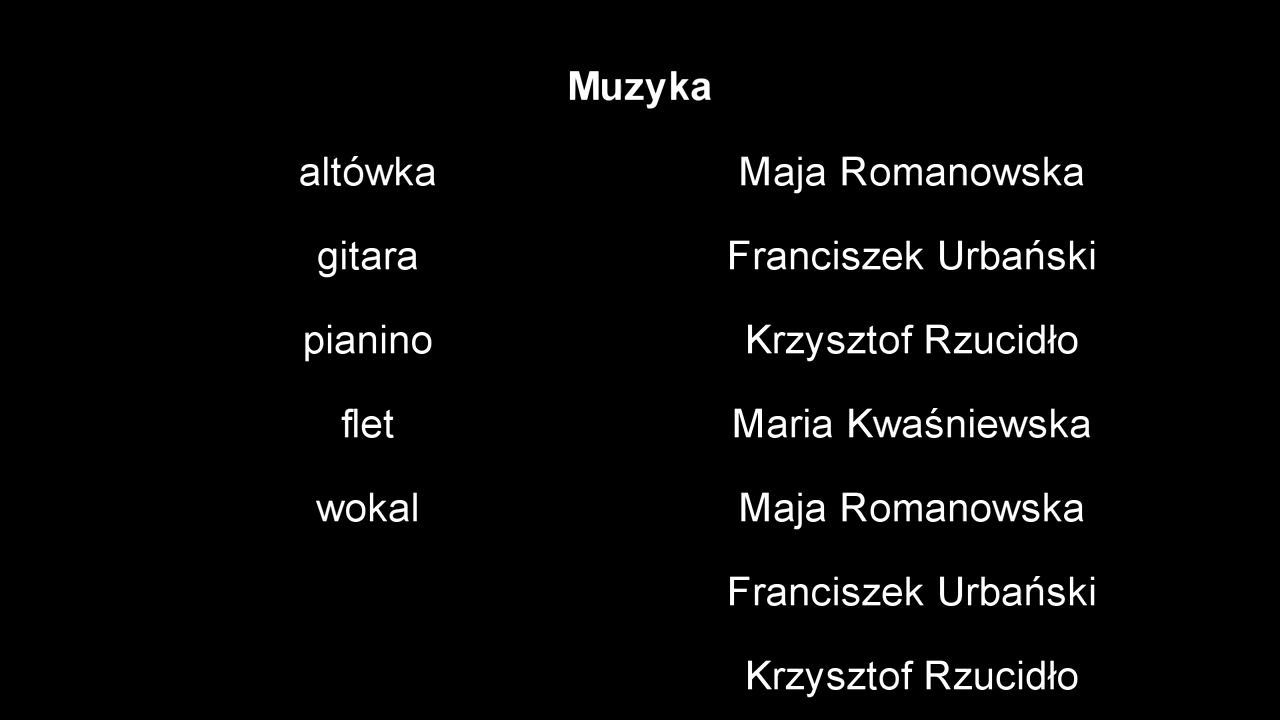 Muzyka
altówka Maja Romanowska
gitara Franciszek Urbański
pianino Krzysztof Rzucidło
flet Maria Kwaśniewska
wokal Maja Romanowska
Franciszek Urbański
Krzysztof Rzucidło